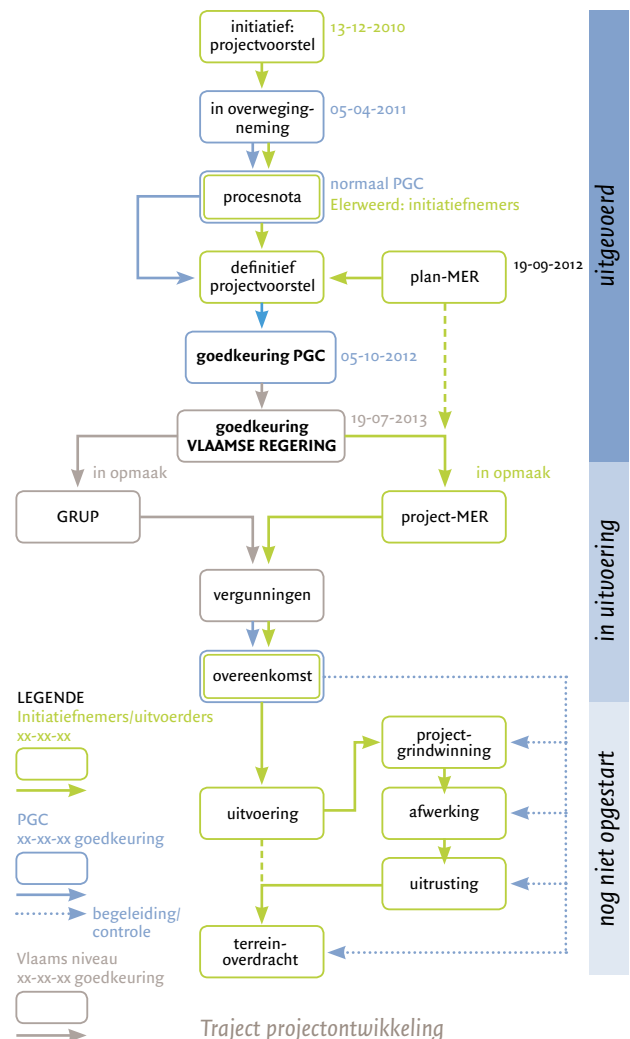 initiatief:
projectvoorstel
13-12-2010
in overweging-
neming
05-04-2011
procesnota
normaal PGC
Elerweerd: initiatiefnemers
definitief
projectvoorstel
plan-MER
19-09-2012
goedkeuring PGC
05-10-2012
goedkeuring
VLAAMSE REGERING
19-07-2013
in opmaak
in opmaak
GRUP
project-MER
vergunningen
overeenkomst
project-
grindwinning
uitvoering
afwerking
uitrusting
terrein-
overdracht
uitgevoerd
in uitvoering
nog niet opgestart
LEGENDE
Initiatiefnemers/uitvoerders
xx-xx-xx
PGC
xx-xx-xx goedkeuring
begeleiding/
controle
Vlaams niveau
xx-xx-xx goedkeuring
Traject projectontwikkeling